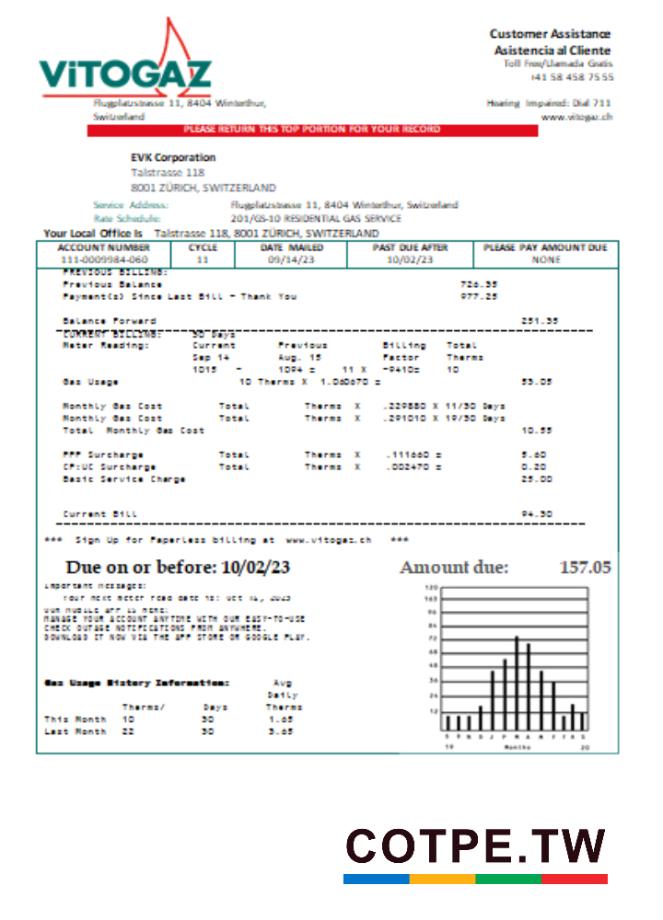 ViTOGAZ
Customer Assistance
Asistencia al Cliente
Toll Free/Llamada Gratis
+41 58 458 75 55
Flugplatzstrasse 11, 8404 Winterthur,
Switzerland
Hearing Impaired: Dial 711
www.vitogaz.ch
PLEASE RETURN THIS TOP PORTION FOR YOUR RECORD
EVK Corporation
Talstrasse 118
8001 ZÜRICH, SWITZERLAND
Service Address: Flugplatzstrasse 11, 8404 Winterthur, Switzerland
Rate Schedule: 201/GS-10 RESIDENTIAL GAS SERVICE
Your Local Office Is Talstrasse 118, 8001 ZÜRICH, SWITZERLAND
ACCOUNT NUMBER CYCLE DATE MAILED PAST DUE AFTER PLEASE PAY AMOUNT DUE
111-0009984-060 11 09/14/23 10/02/23 NONE
PREVIOUS BILLING:
Previous Balance 726.35
Payment(s) Since Last Bill - Thank You 977.25
Balance Forward 251.35
CURRENT BILLING: 30 Days
Meter Reading: Current Previous Billing Total
Sep 14 Aug. 15 Factor Therms
1015 - 1094 = 11 X -9410= 10
Gas Usage 10 Therms X 1.060670 = 53.05
Monthly Gas Cost Total Therms X .229880 X 11/30 Days
Monthly Gas Cost Total Therms X .291010 X 19/30 Days
Total Monthly Gas Cost 10.55
PPP Surcharge Total Therms X .111660 = 5.60
CP:UC Surcharge Total Therms X .002470 = 0.20
Basic Service Charge 25.00
Current Bill 94.30
*** Sign Up for Paperless billing at www.vitogaz.ch ***
Due on or before: 10/02/23 Amount due: 157.05
Important messages:
Your next meter read date is: Oct
OUR MOBILE APP IS HERE:
MANAGE YOUR ACCOUNT ANYTIME WITH OUR EASY-TO-USE
CHECK OUTAGE NOTIFICATIONS FROM ANYWHERE.
DOWNLOAD IT NOW VIA THE APP STORE OR GOOGLE PLAY.
Gas Usage History Information: Aug
Daily
Therms/ Days Therms
This Month 10 30 1.65
Last Month 22 30 3.65
120
96
84
72
60
48
36
24
12
19 Months 20
COTPE.TW